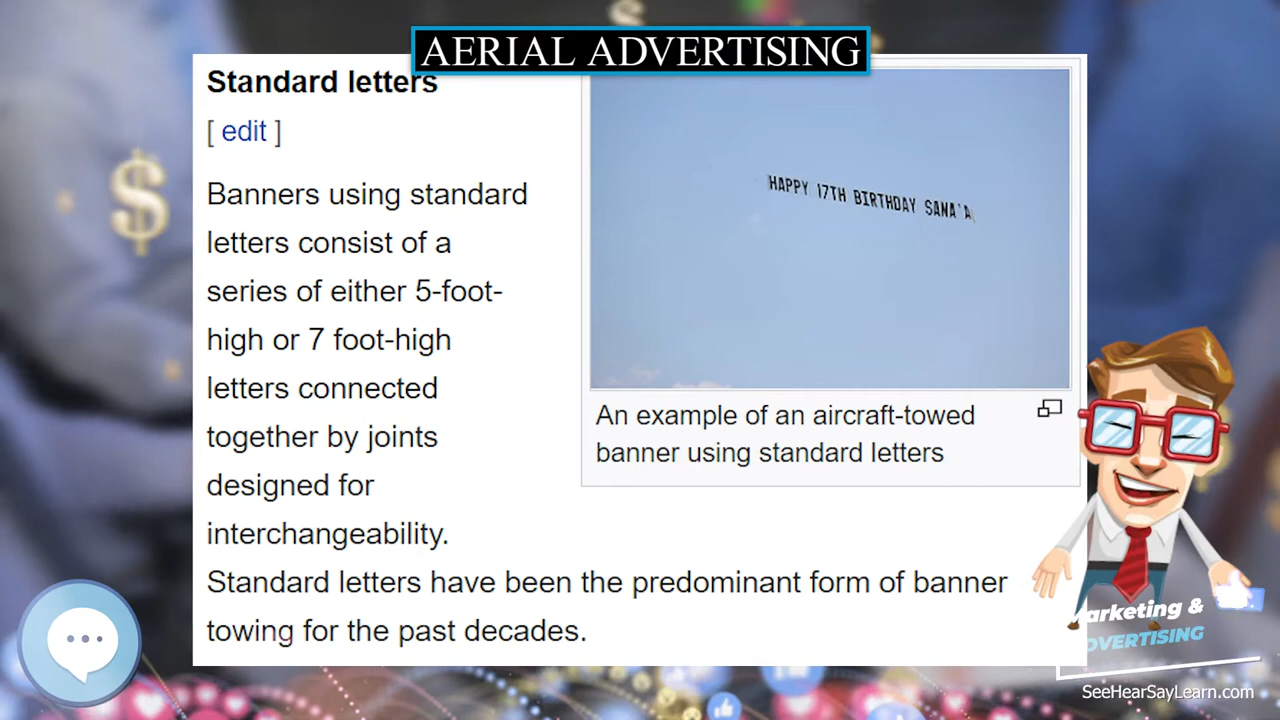 AERIAL ADVERTISING
Standard letters
[ edit ]
Banners using standard
letters consist of a
series of either 5-foot-
high or 7 foot-high
letters connected
together by joints
designed for
interchangeability.
Standard letters have been the predominant form of banner
towing for the past decades.
HAPPY 17TH BIRTHDAY SANA'A
An example of an aircraft-towed
banner using standard letters
Marketing &
ADVERTISING
SeeHearSayLearn.com